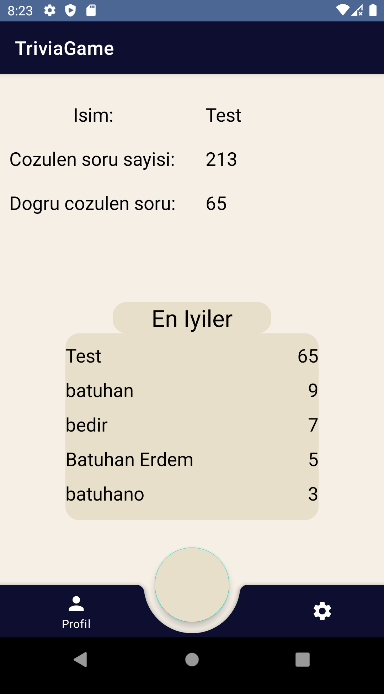 8:23
TriviaGame
Isim: Test
Cozulen soru sayisi: 213
Dogru cozulen soru: 65
En Iyiler
Test 65
batuhan 9
bedir 7
Batuhan Erdem 5
batuhano 3
Profil